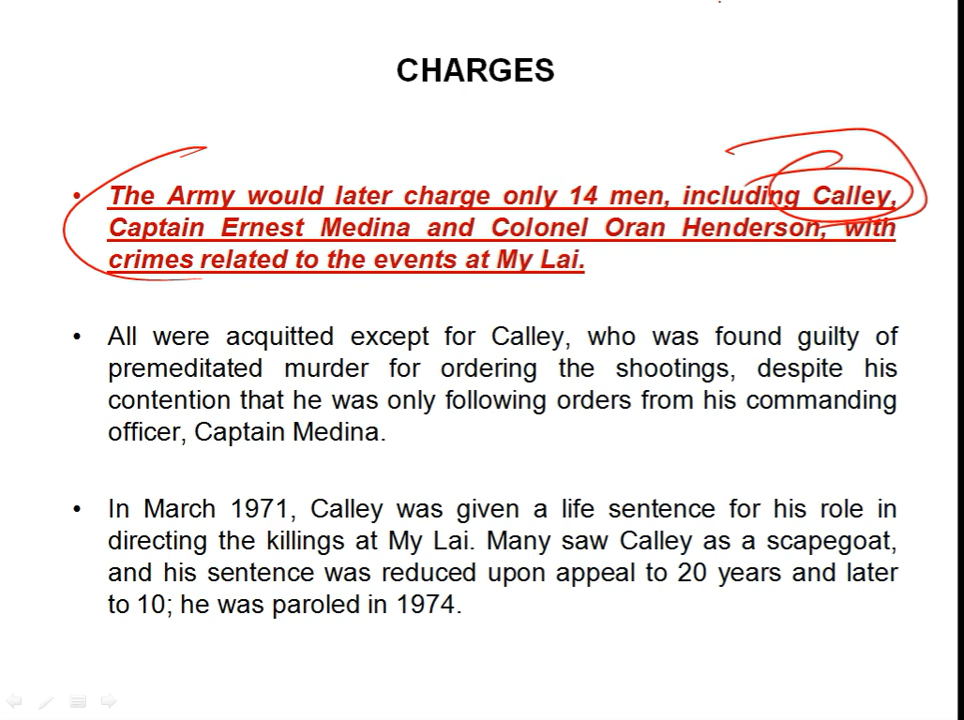 CHARGES
• The Army would later charge only 14 men, including Calley,
Captain Ernest Medina and Colonel Oran Henderson, with
crimes related to the events at My Lai.
• All were acquitted except for Calley, who was found guilty of
premeditated murder for ordering the shootings, despite his
contention that he was only following orders from his commanding
officer, Captain Medina.
• In March 1971, Calley was given a life sentence for his role in
directing the killings at My Lai. Many saw Calley as a scapegoat,
and his sentence was reduced upon appeal to 20 years and later
to 10; he was paroled in 1974.